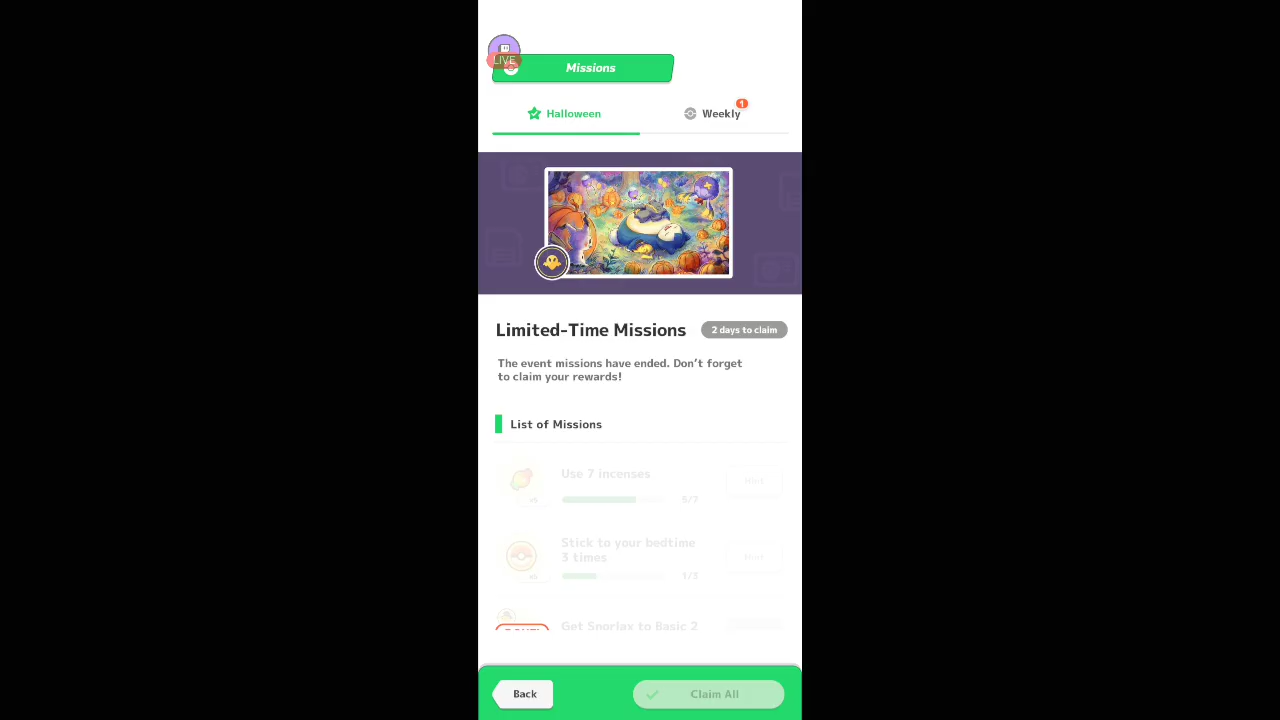 LIVE
Missions
Halloween
Weekly
1
Limited-Time Missions
2 days to claim
The event missions have ended. Don't forget
to claim your rewards!
List of Missions
Use 7 incenses
Hint
5/7
Stick to your bedtime
3 times
Hint
1/3
Get Snorlax to Basic 2
Back
Claim All